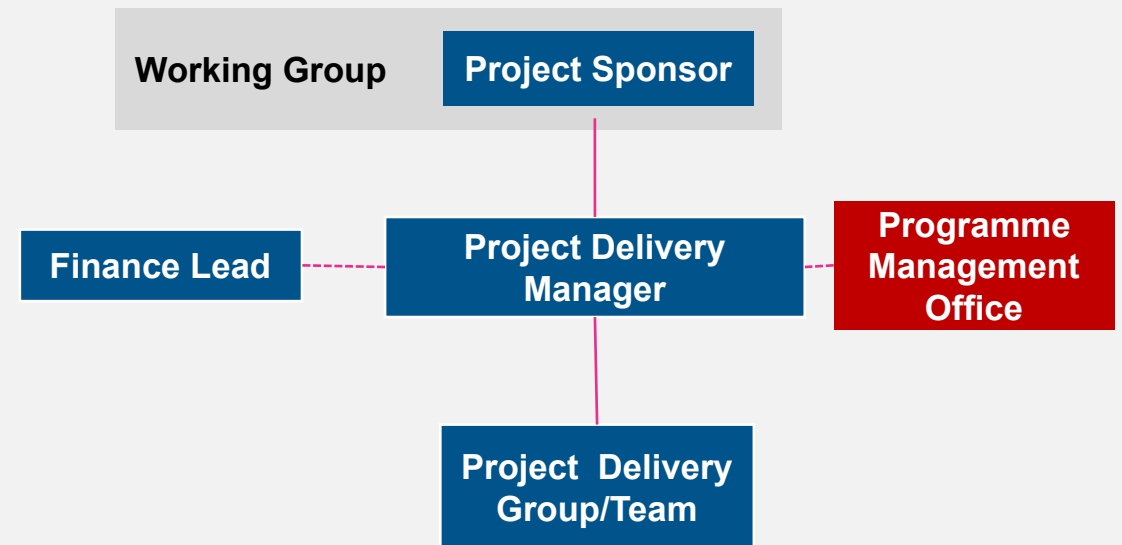 Working Group
Project Sponsor
Finance Lead
Project Delivery
Manager
Programme
Management
Office
Project  Delivery
Group/Team